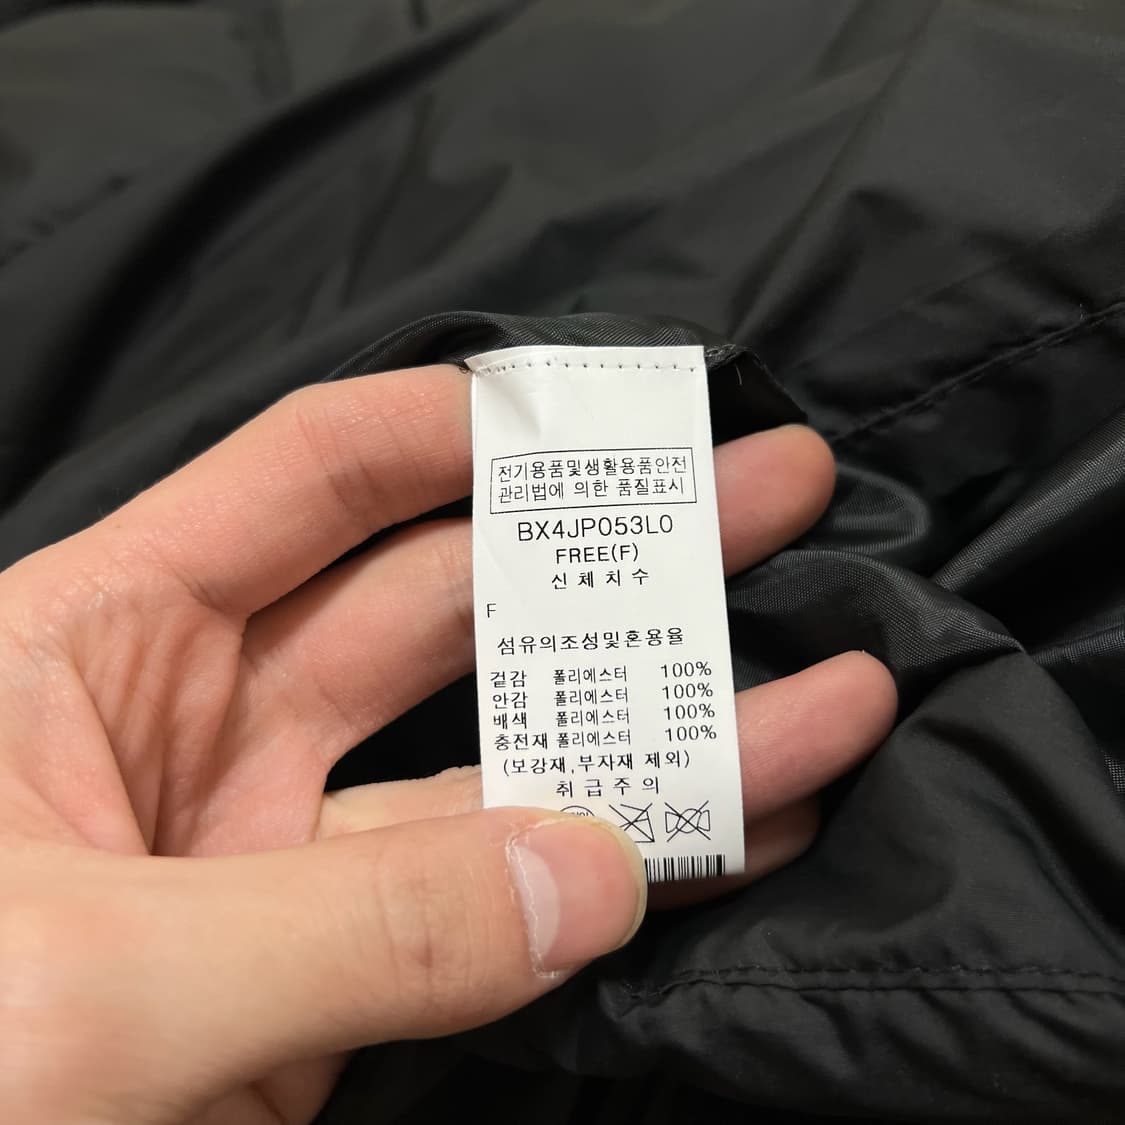 전기용품및생활용품안전
관리법에 의한 품질표시
BX4JP053L0
FREE(F)
신 체 치 수
F
섬유의조성및혼용율
겉감 폴리에스터 100%
안감 폴리에스터 100%
배색 폴리에스터 100%
충전재 폴리에스터 100%
(보강재,부자재 제외)
취 급 주 의